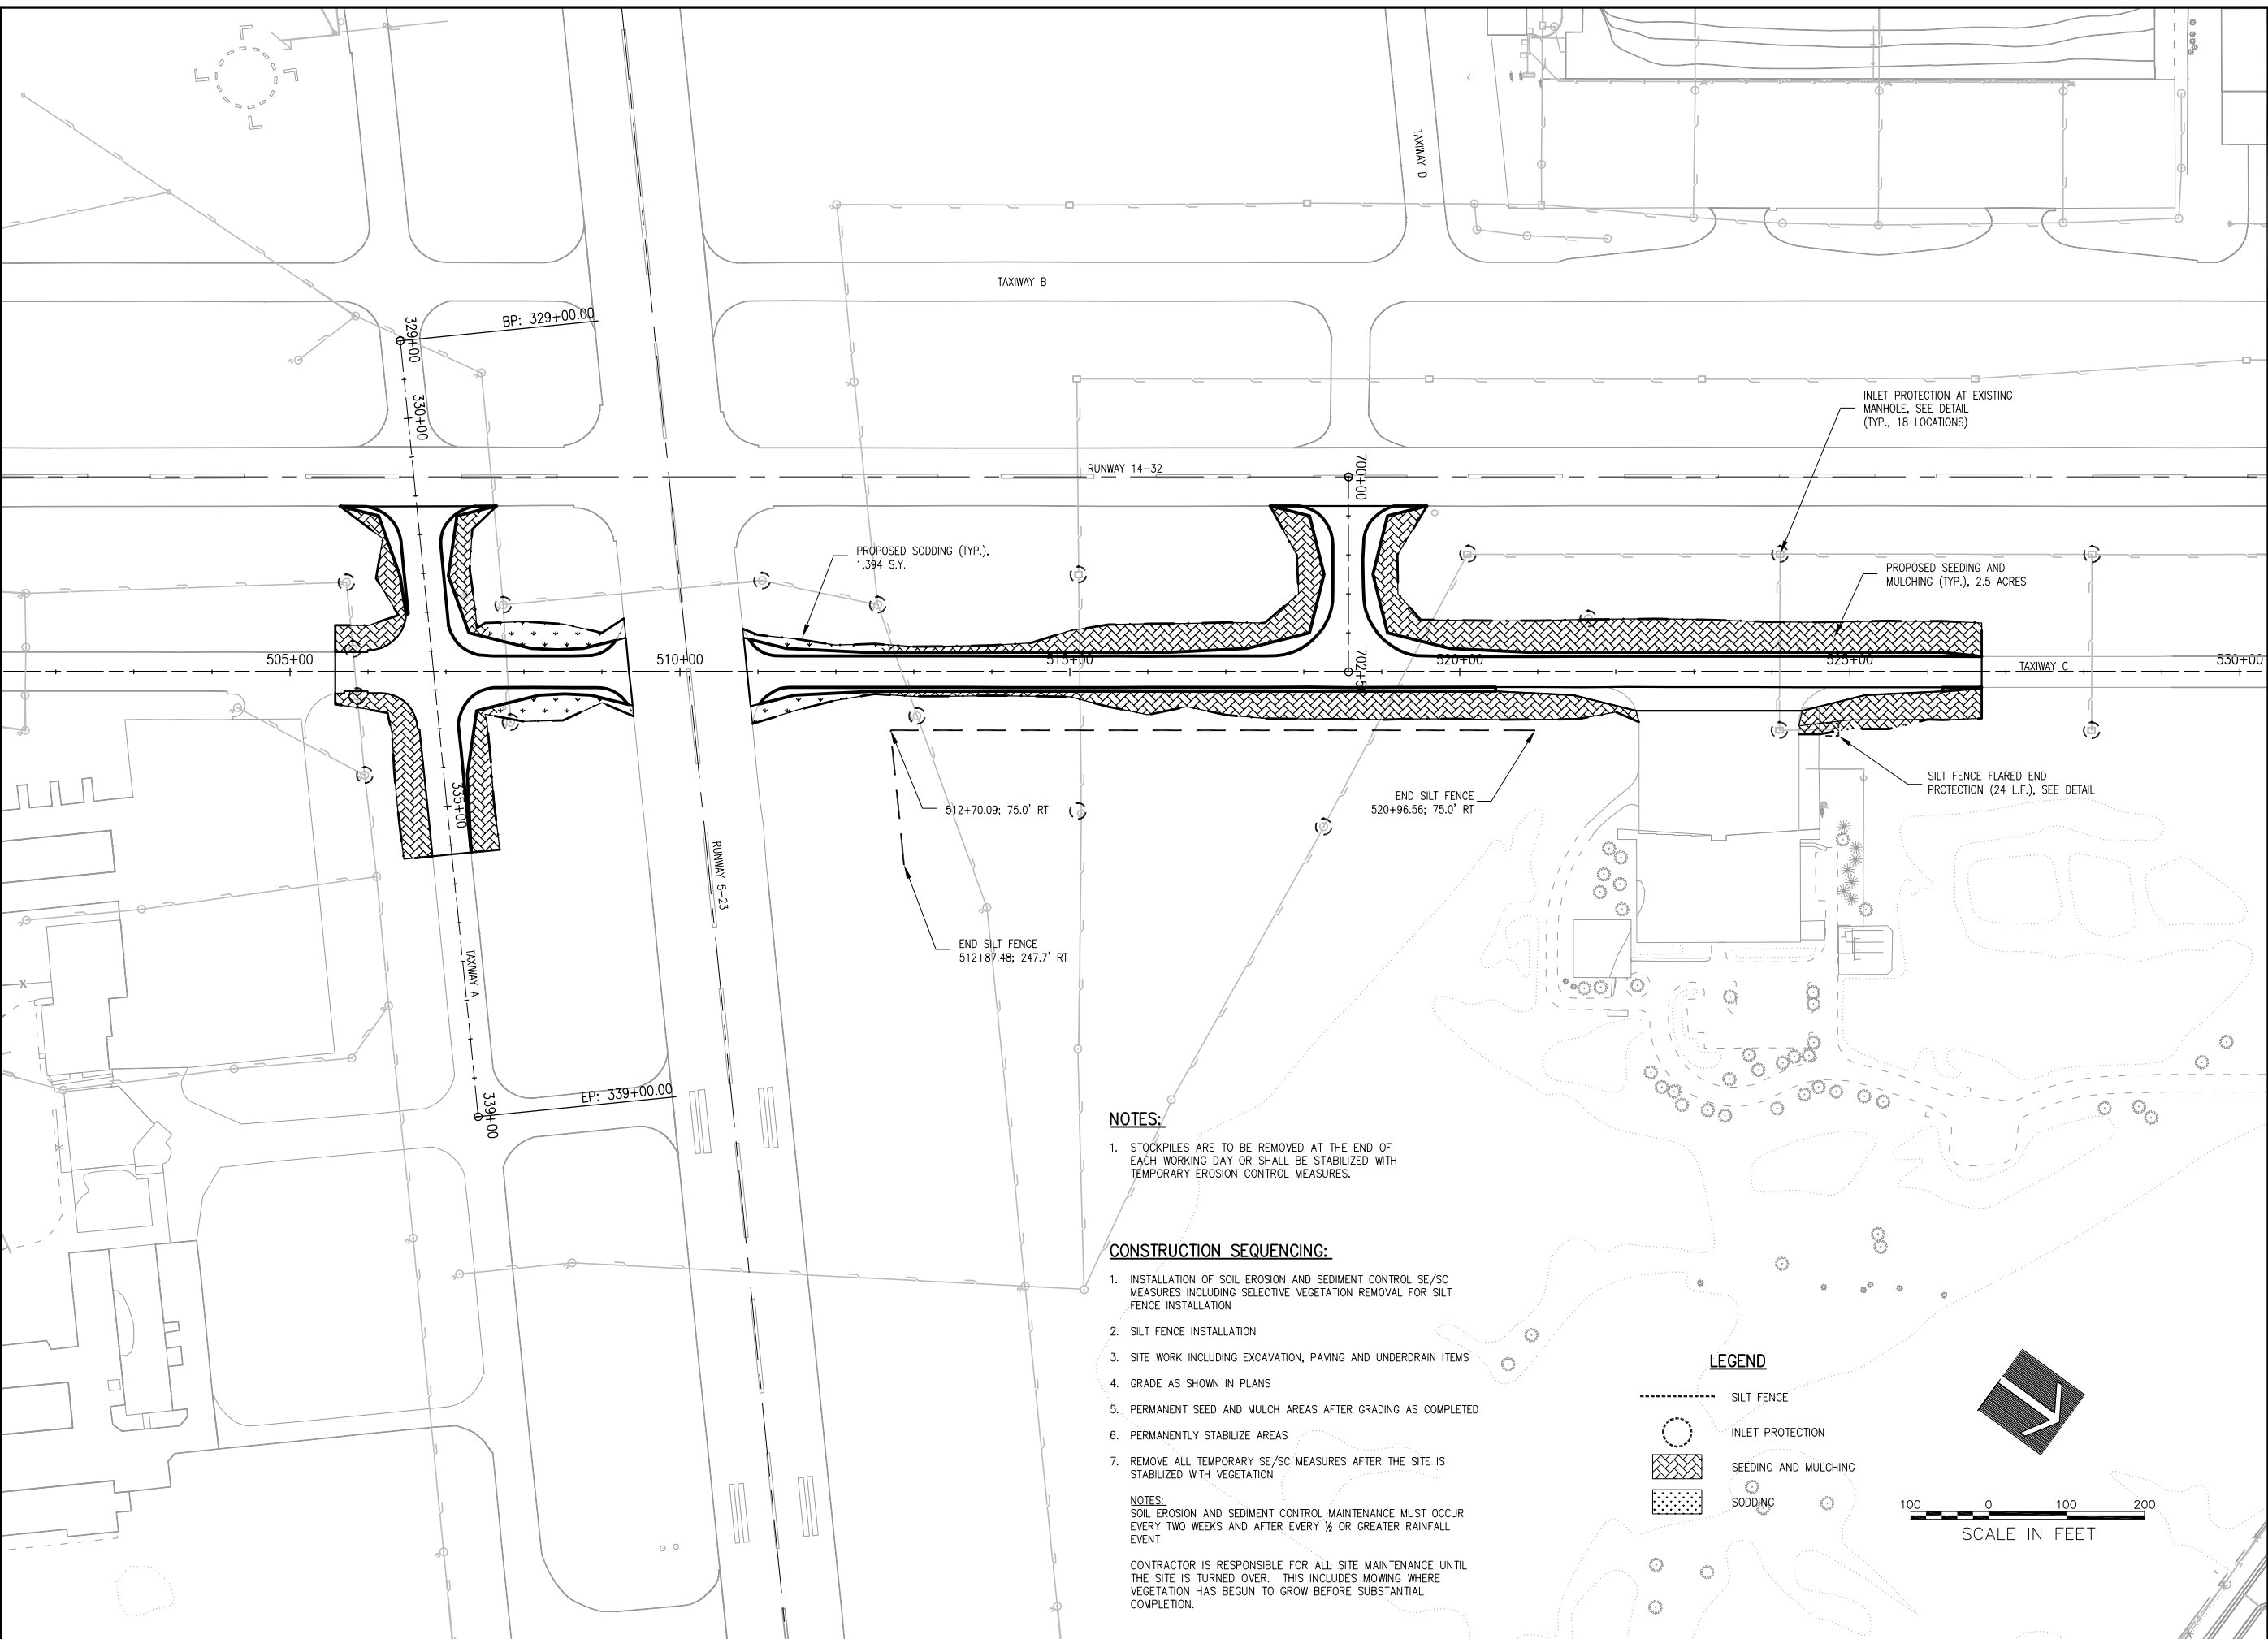 TAXIWAY D
TAXIWAY B
329+00
BP: 329+00.00
330+00
INLET PROTECTION AT EXISTING
MANHOLE, SEE DETAIL
(TYP., 18 LOCATIONS)
RUNWAY 14-32
700+00
PROPOSED SODDING (TYP.),
1,394 S.Y.
PROPOSED SEEDING AND
MULCHING (TYP.), 2.5 ACRES
505+00
510+00
515+00
520+00
525+00
530+00
TAXIWAY C
702+50
335+00
512+70.09; 75.0' RT
END SILT FENCE
520+96.56; 75.0' RT
SILT FENCE FLARED END
PROTECTION (24 L.F.), SEE DETAIL
RUNWAY 5-23
END SILT FENCE
512+87.48; 247.7' RT
TAXIWAY A
339+00
EP: 339+00.00
NOTES:
1. STOCKPILES ARE TO BE REMOVED AT THE END OF
EACH WORKING DAY OR SHALL BE STABILIZED WITH
TEMPORARY EROSION CONTROL MEASURES.
CONSTRUCTION SEQUENCING:
1. INSTALLATION OF SOIL EROSION AND SEDIMENT CONTROL SE/SC
MEASURES INCLUDING SELECTIVE VEGETATION REMOVAL FOR SILT
FENCE INSTALLATION
2. SILT FENCE INSTALLATION
3. SITE WORK INCLUDING EXCAVATION, PAVING AND UNDERDRAIN ITEMS
4. GRADE AS SHOWN IN PLANS
5. PERMANENT SEED AND MULCH AREAS AFTER GRADING AS COMPLETED
6. PERMANENTLY STABILIZE AREAS
7. REMOVE ALL TEMPORARY SE/SC MEASURES AFTER THE SITE IS
STABILIZED WITH VEGETATION
NOTES:
SOIL EROSION AND SEDIMENT CONTROL MAINTENANCE MUST OCCUR
EVERY TWO WEEKS AND AFTER EVERY ½ OR GREATER RAINFALL
EVENT
CONTRACTOR IS RESPONSIBLE FOR ALL SITE MAINTENANCE UNTIL
THE SITE IS TURNED OVER. THIS INCLUDES MOWING WHERE
VEGETATION HAS BEGUN TO GROW BEFORE SUBSTANTIAL
COMPLETION.
LEGEND
SILT FENCE
INLET PROTECTION
SEEDING AND MULCHING
SODDING
100 0 100 200
SCALE IN FEET